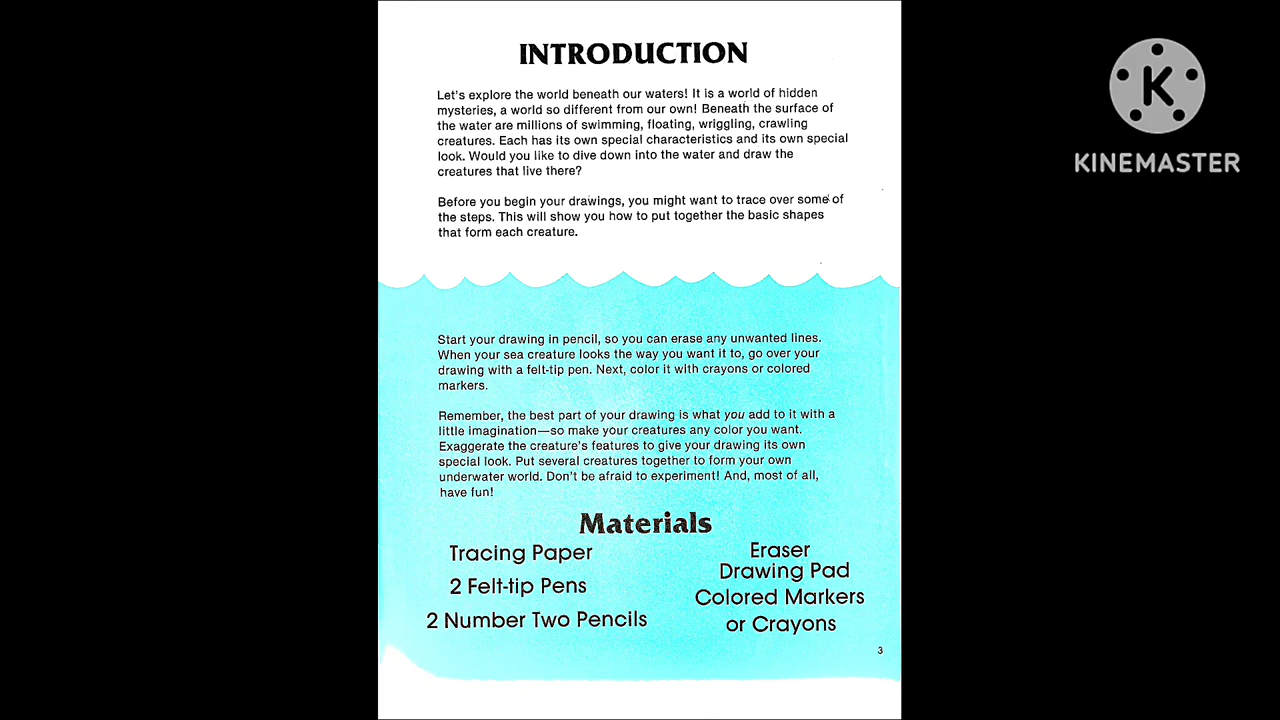 INTRODUCTION
Let's explore the world beneath our waters! It is a world of hidden
mysteries, a world so different from our own! Beneath the surface of
the water are millions of swimming, floating, wriggling, crawling
creatures. Each has its own special characteristics and its own special
look. Would you like to dive down into the water and draw the
creatures that live there?
Before you begin your drawings, you might want to trace over some of
the steps. This will show you how to put together the basic shapes
that form each creature.
Start your drawing in pencil, so you can erase any unwanted lines.
When your sea creature looks the way you want it to, go over your
drawing with a felt-tip pen. Next, color it with crayons or colored
markers.
Remember, the best part of your drawing is what you add to it with a
little imagination—so make your creatures any color you want.
Exaggerate the creature's features to give your drawing its own
special look. Put several creatures together to form your own
underwater world. Don't be afraid to experiment! And, most of all,
have fun!
Materials
Tracing Paper
2 Felt-tip Pens
2 Number Two Pencils
Eraser
Drawing Pad
Colored Markers
or Crayons
3
K
KINEMASTER